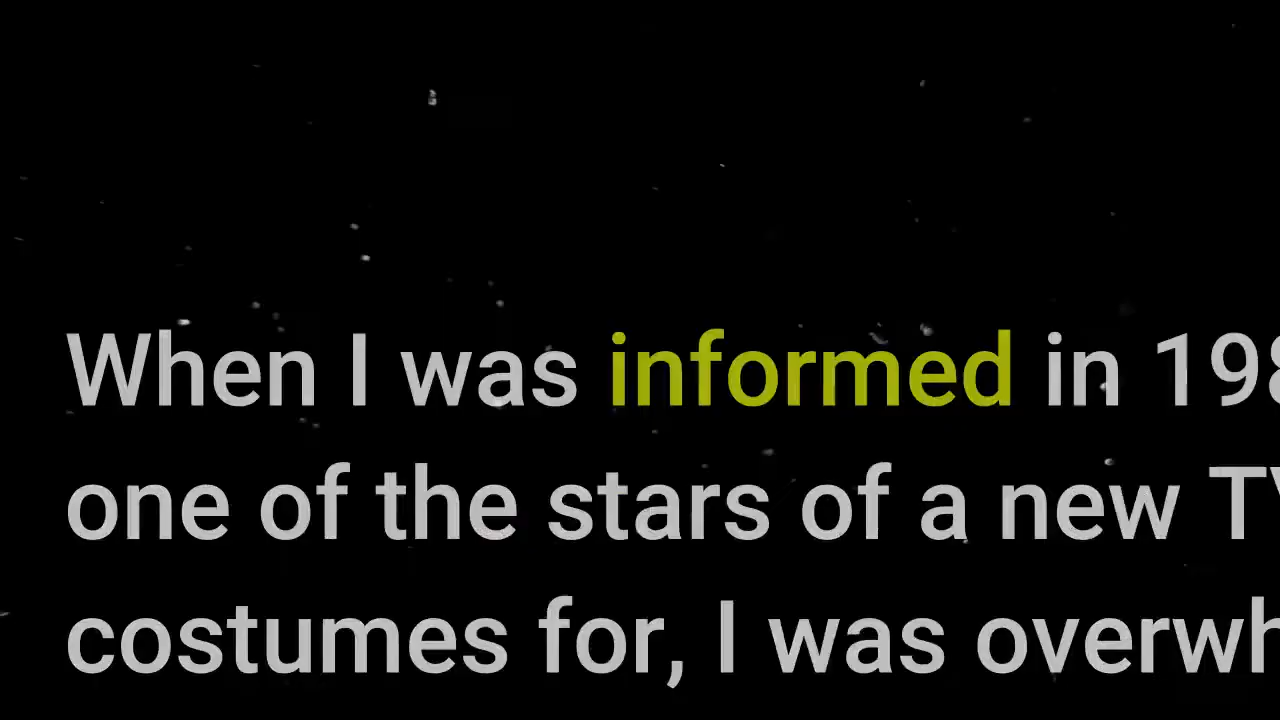 When I was informed in 198
one of the stars of a new TV
costumes for, I was overwh